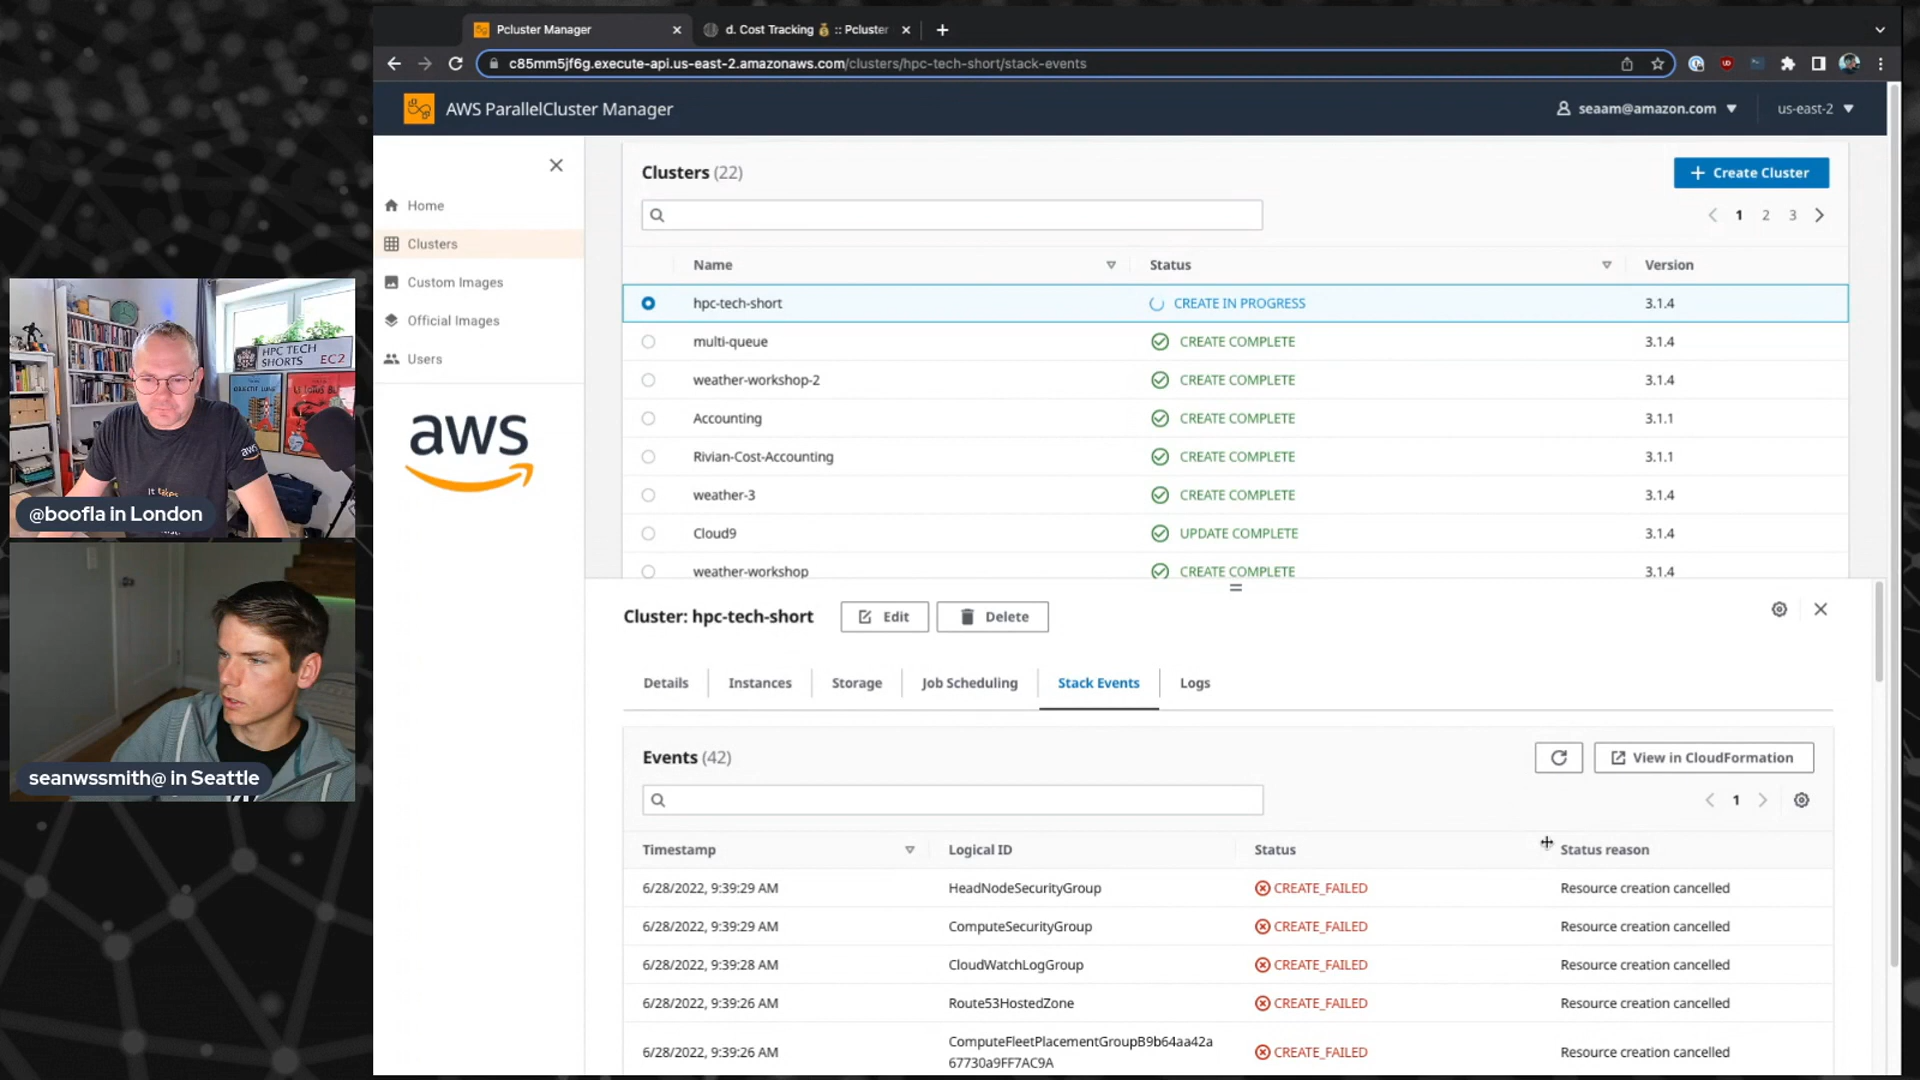 Pcluster Manager
d. Cost Tracking 💰 :: Pcluster
c85mm5jf6g.execute-api.us-east-2.amazonaws.com/clusters/hpc-tech-short/stack-events
AWS ParallelCluster Manager
seaam@amazon.com
us-east-2
Home
Clusters
Custom Images
Official Images
Users
aws
Clusters (22)
+ Create Cluster
1 2 3
Name Status Version
hpc-tech-short CREATE IN PROGRESS 3.1.4
multi-queue CREATE COMPLETE 3.1.4
weather-workshop-2 CREATE COMPLETE 3.1.4
Accounting CREATE COMPLETE 3.1.1
Rivian-Cost-Accounting CREATE COMPLETE 3.1.1
weather-3 CREATE COMPLETE 3.1.4
Cloud9 UPDATE COMPLETE 3.1.4
weather-workshop CREATE COMPLETE 3.1.4
Cluster: hpc-tech-short Edit Delete
Details Instances Storage Job Scheduling Stack Events Logs
Events (42)
View in CloudFormation
1
Timestamp Logical ID Status Status reason
6/28/2022, 9:39:29 AM HeadNodeSecurityGroup CREATE_FAILED Resource creation cancelled
6/28/2022, 9:39:29 AM ComputeSecurityGroup CREATE_FAILED Resource creation cancelled
6/28/2022, 9:39:28 AM CloudWatchLogGroup CREATE_FAILED Resource creation cancelled
6/28/2022, 9:39:26 AM Route53HostedZone CREATE_FAILED Resource creation cancelled
6/28/2022, 9:39:26 AM ComputeFleetPlacementGroupB9b64aa42a
67730a9FF7AC9A CREATE_FAILED Resource creation cancelled
HPC TECH
SHORTS EC2
OBJECTIF LUNE
aws
It takes
@boofla in London
seanwssmith@ in Seattle